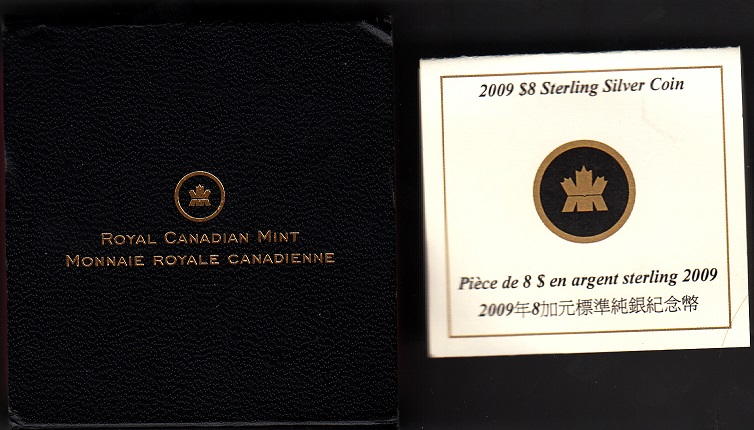 ROYAL CANADIAN MINT
MONNAIE ROYALE CANADIENNE
2009 $8 Sterling Silver Coin
Pièce de 8 $ en argent sterling 2009
2009年8加元標準純銀紀念幣